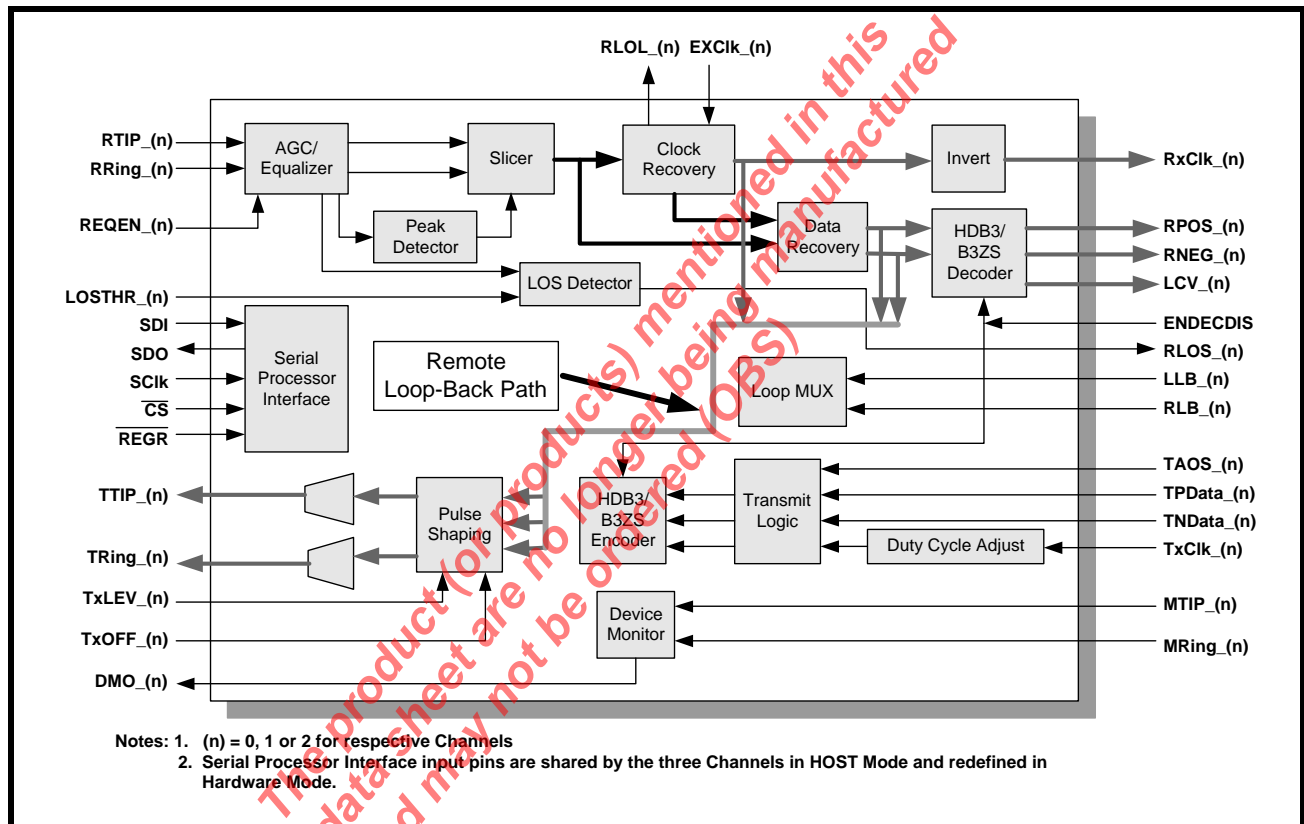 RLOL_(n) EXClk_(n)
RTIP_(n)
RRing_(n)
REQEN_(n)
LOSTHR_(n)
SDI
SDO
SClk
CS
REGR
TTIP_(n)
TRing_(n)
TxLEV_(n)
TxOFF_(n)
DMO_(n)
AGC/
Equalizer
Slicer
Clock
Recovery
Invert
Peak
Detector
Data
Recovery
HDB3/
B3ZS
Decoder
LOS Detector
Serial
Processor
Interface
Remote
Loop-Back Path
Loop MUX
Pulse
Shaping
HDB3/
B3ZS
Encoder
Transmit
Logic
Duty Cycle Adjust
Device
Monitor
RxClk_(n)
RPOS_(n)
RNEG_(n)
LCV_(n)
ENDECDIS
RLOS_(n)
LLB_(n)
RLB_(n)
TAOS_(n)
TPData_(n)
TNData_(n)
TxClk_(n)
MTIP_(n)
MRing_(n)
Notes: 1. (n) = 0, 1 or 2 for respective Channels
2. Serial Processor Interface input pins are shared by the three Channels in HOST Mode and redefined in
Hardware Mode.
The product (or products) mentioned in this
data sheet are no longer being manufactured
and may not be ordered (OBS)